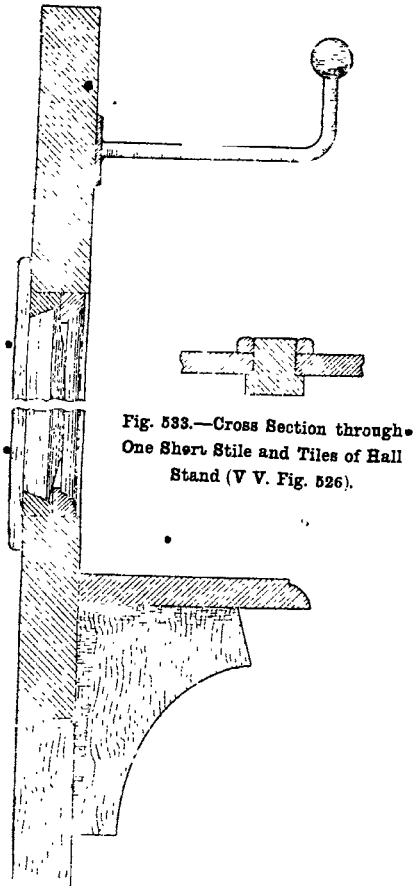 Fig. 533.—Cross Section through
One Short Stile and Tiles of Hall
Stand (V V. Fig. 526).